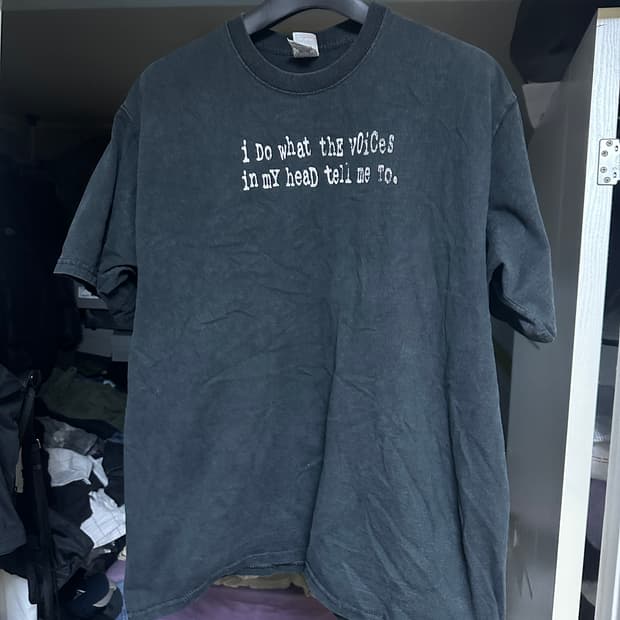 i Do what thE VOiCes
in mY heaD tell me To.